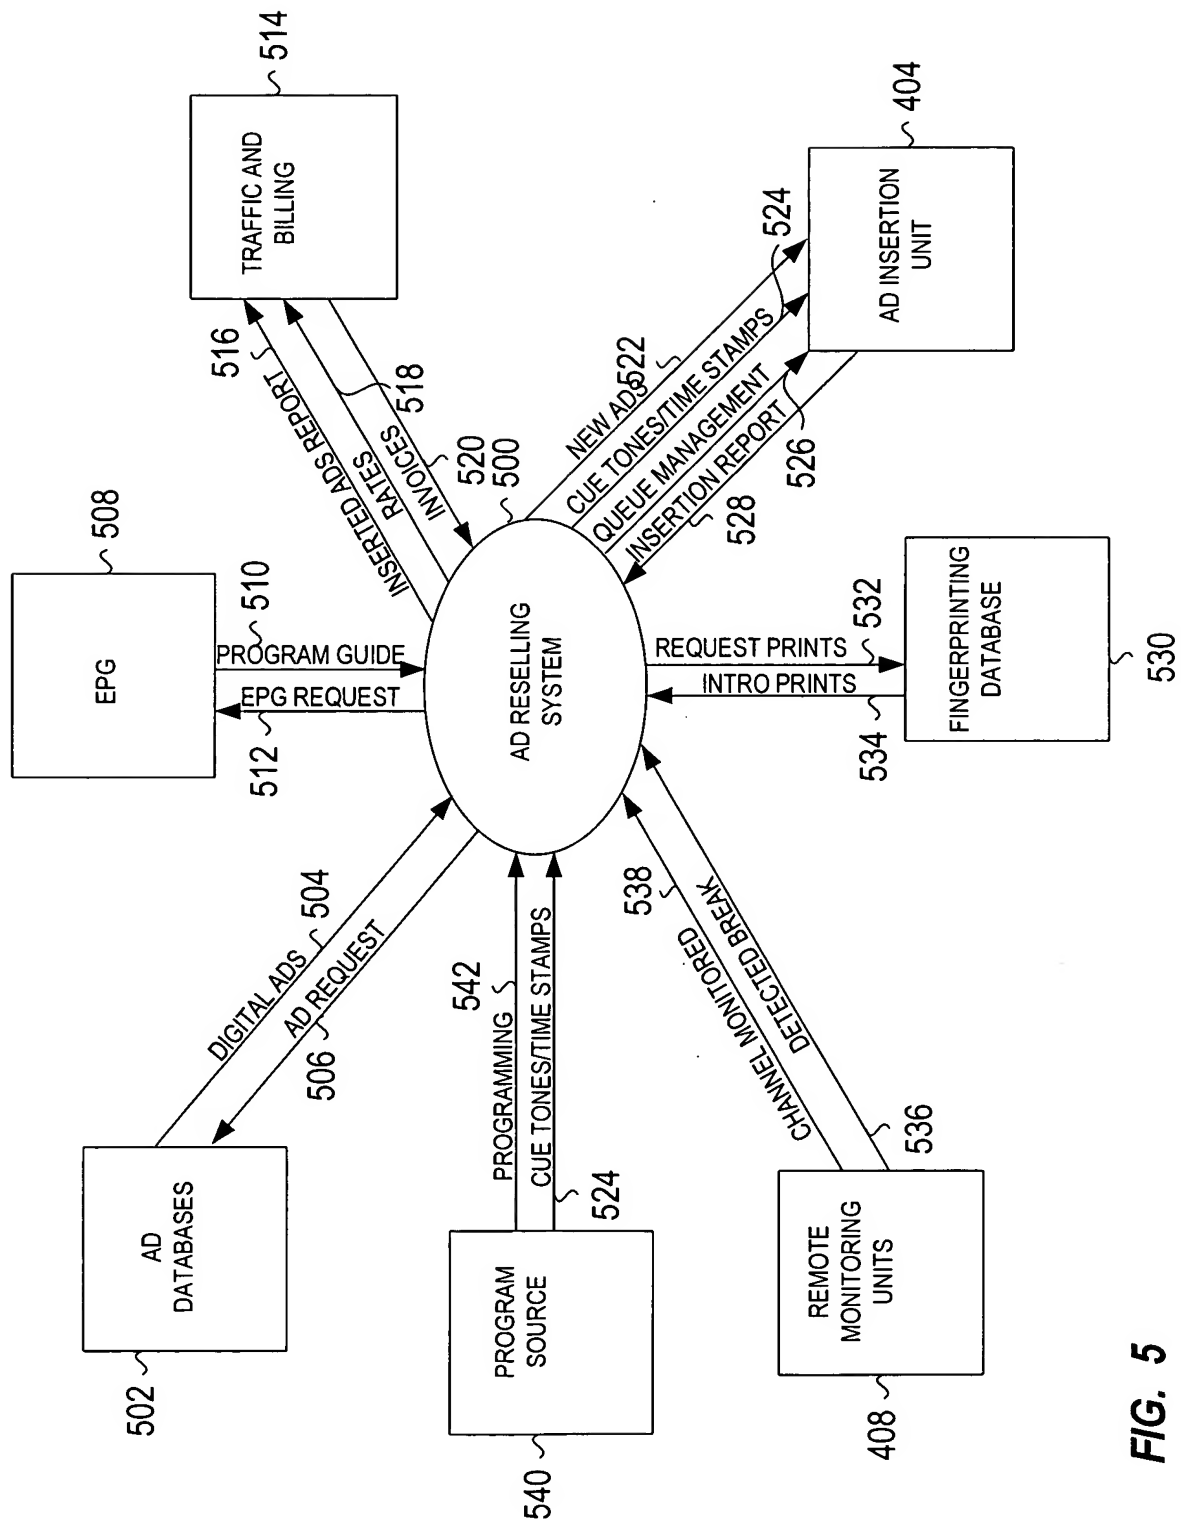 502
AD
DATABASES
DIGITAL ADS
504
AD REQUEST
506
EPG
508
PROGRAM GUIDE
510
EPG REQUEST
512
TRAFFIC AND
BILLING
514
INSERTED ADS REPORT
516
RATES
518
INVOICES
520
540
PROGRAM
SOURCE
PROGRAMMING
542
CUE TONES/TIME STAMPS
524
AD RESELLING
SYSTEM
500
NEW ADS
522
CUE TONES/TIME STAMPS
524
QUEUE MANAGEMENT
526
INSERTION REPORT
528
AD INSERTION
UNIT
404
408
REMOTE
MONITORING
UNITS
CHANNEL MONITORED
538
DETECTED BREAK
536
REQUEST PRINTS
532
INTRO PRINTS
534
FINGERPRINTING
DATABASE
530
FIG. 5